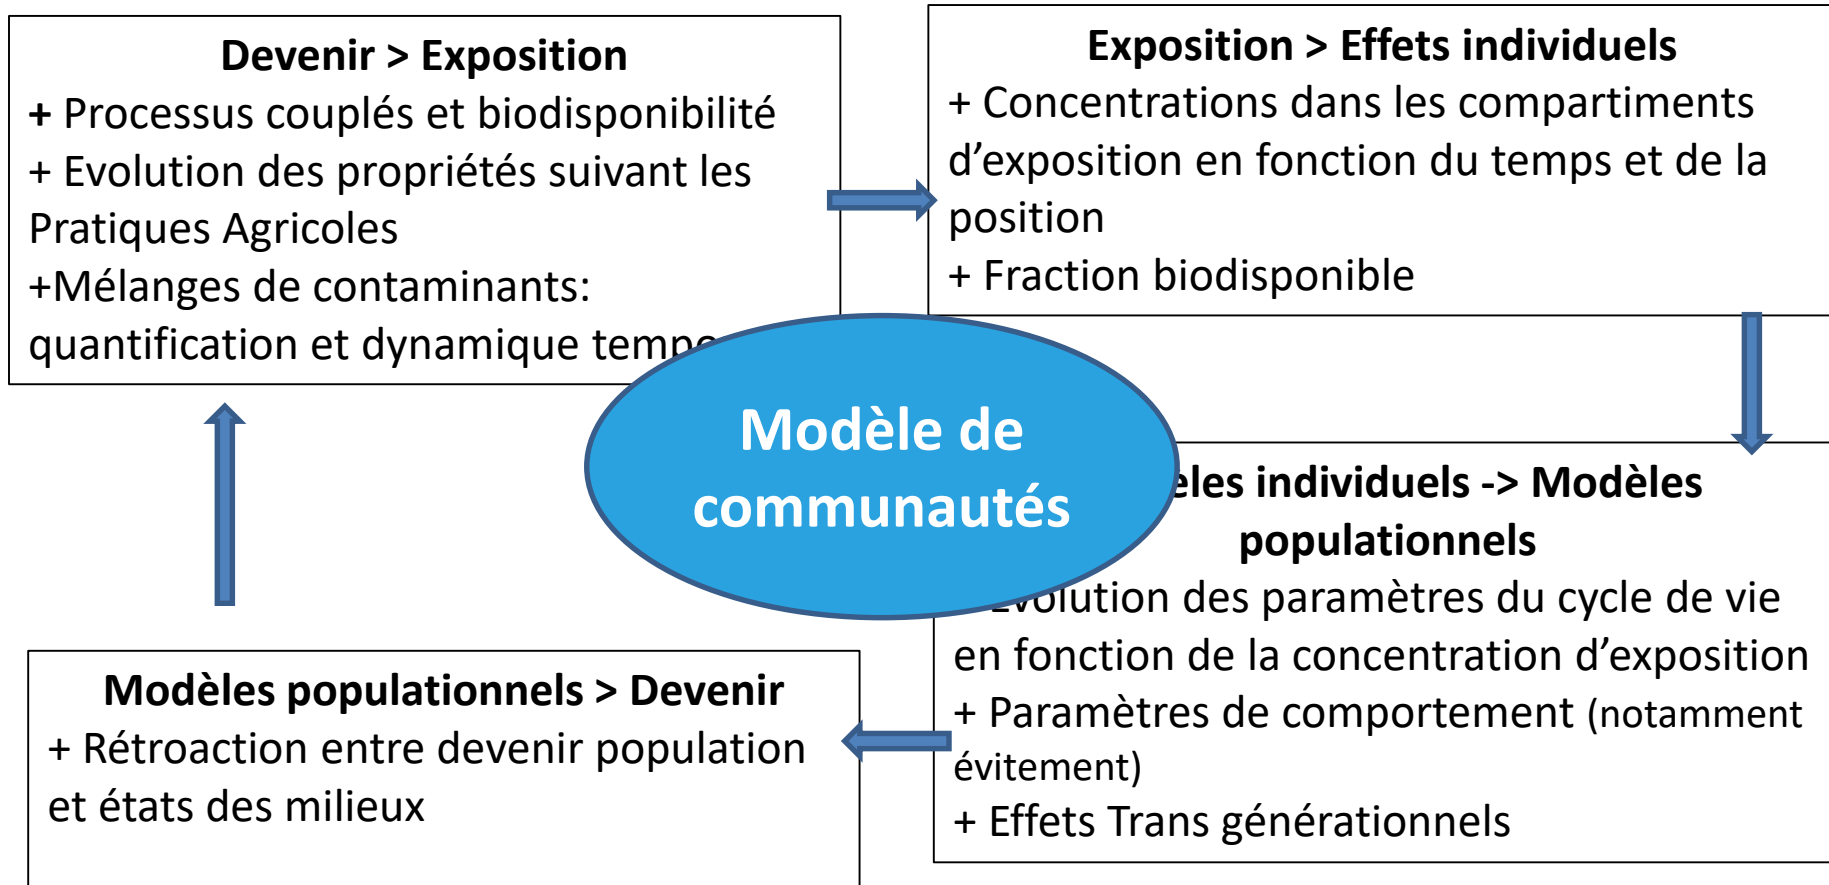 Devenir > Exposition
+ Processus couplés et biodisponibilité
+ Evolution des propriétés suivant les
Pratiques Agricoles
+Mélanges de contaminants:
quantification et dynamique
Exposition > Effets individuels
+ Concentrations dans les compartiments
d’exposition en fonction du temps et de la
position
+ Fraction biodisponible
Modèle de
communautés
individuels -> Modèles
populationnels
Evolution des paramètres du cycle de vie
en fonction de la concentration d’exposition
+ Paramètres de comportement (notamment
évitement)
+ Effets Trans générationnels
Modèles populationnels > Devenir
+ Rétroaction entre devenir population
et états des milieux